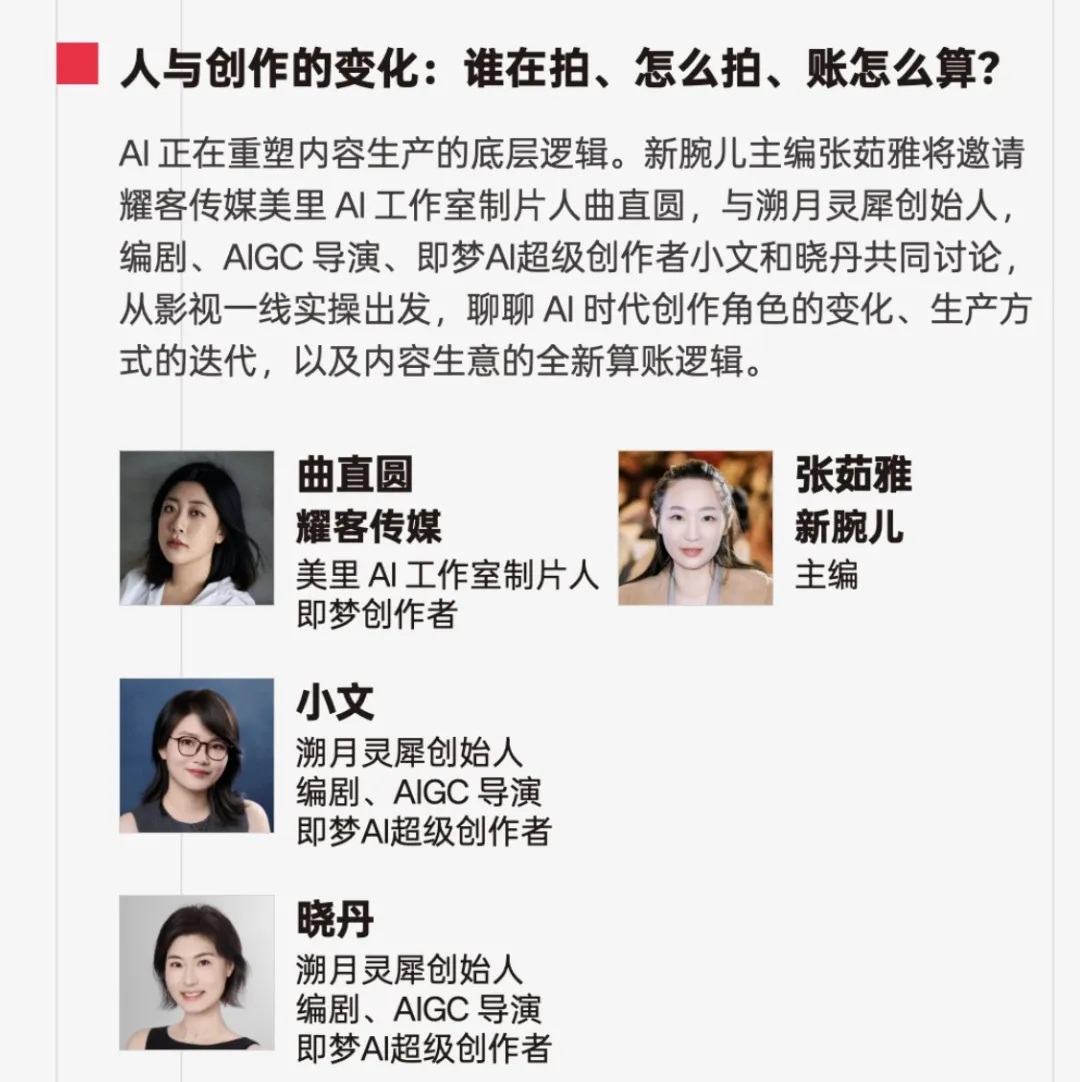 人与创作的变化：谁在拍、怎么拍、账怎么算？
AI 正在重塑内容生产的底层逻辑。新腕儿主编张茹雅将邀请
耀客传媒美里 AI 工作室制片人曲直圆，与溯月灵犀创始人，
编剧、AIGC 导演、即梦AI超级创作者小文和晓丹共同讨论，
从影视一线实操出发，聊聊 AI 时代创作角色的变化、生产方
式的迭代，以及内容生意的全新算账逻辑。
曲直圆
耀客传媒
美里 AI 工作室制片人
即梦创作者
张茹雅
新腕儿
主编
小文
溯月灵犀创始人
编剧、AIGC 导演
即梦AI超级创作者
晓丹
溯月灵犀创始人
编剧、AIGC 导演
即梦AI超级创作者